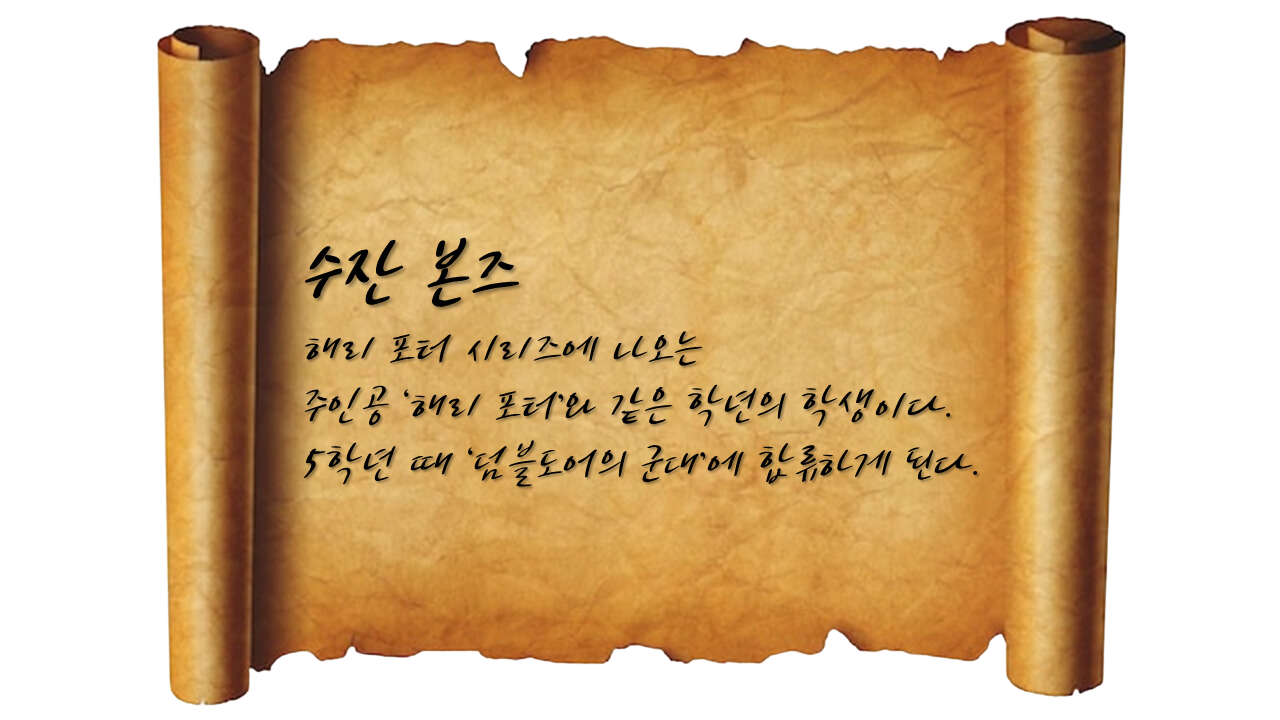 수잔 본즈
해리 포터 시리즈에 나오는
주인공 '해리 포터'와 같은 학년의 학생이다.
5학년 때 '덤블도어의 군대'에 합류하게 된다.